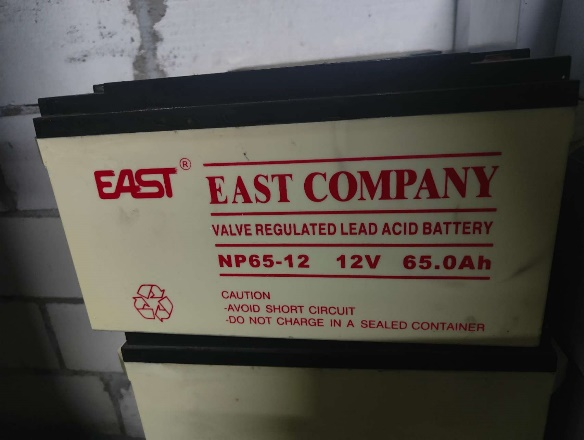 EAST ®
EAST COMPANY
VALVE REGULATED LEAD ACID BATTERY
NP65-12 12V 65.0Ah
CAUTION
-AVOID SHORT CIRCUIT
-DO NOT CHARGE IN A SEALED CONTAINER